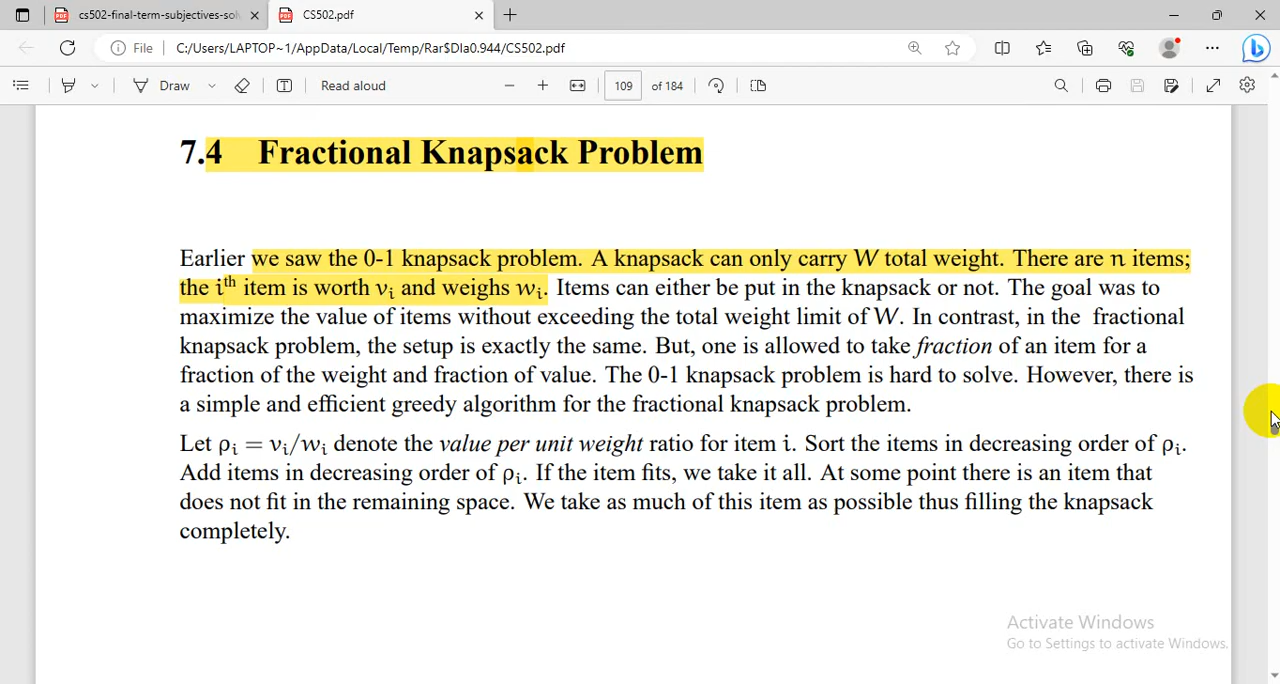 cs502-final-term-subjectives-sol
CS502.pdf
File C:/Users/LAPTOP~1/AppData/Local/Temp/Rar$DIa0.944/CS502.pdf
Draw Read aloud 109 of 184
7.4 Fractional Knapsack Problem
Earlier we saw the 0-1 knapsack problem. A knapsack can only carry W total weight. There are n items;
the iᵗʰ item is worth vᵢ and weighs wᵢ. Items can either be put in the knapsack or not. The goal was to
maximize the value of items without exceeding the total weight limit of W. In contrast, in the fractional
knapsack problem, the setup is exactly the same. But, one is allowed to take fraction of an item for a
fraction of the weight and fraction of value. The 0-1 knapsack problem is hard to solve. However, there is
a simple and efficient greedy algorithm for the fractional knapsack problem.
Let ρᵢ = vᵢ/wᵢ denote the value per unit weight ratio for item i. Sort the items in decreasing order of ρᵢ.
Add items in decreasing order of ρᵢ. If the item fits, we take it all. At some point there is an item that
does not fit in the remaining space. We take as much of this item as possible thus filling the knapsack
completely.
Activate Windows
Go to Settings to activate Windows.